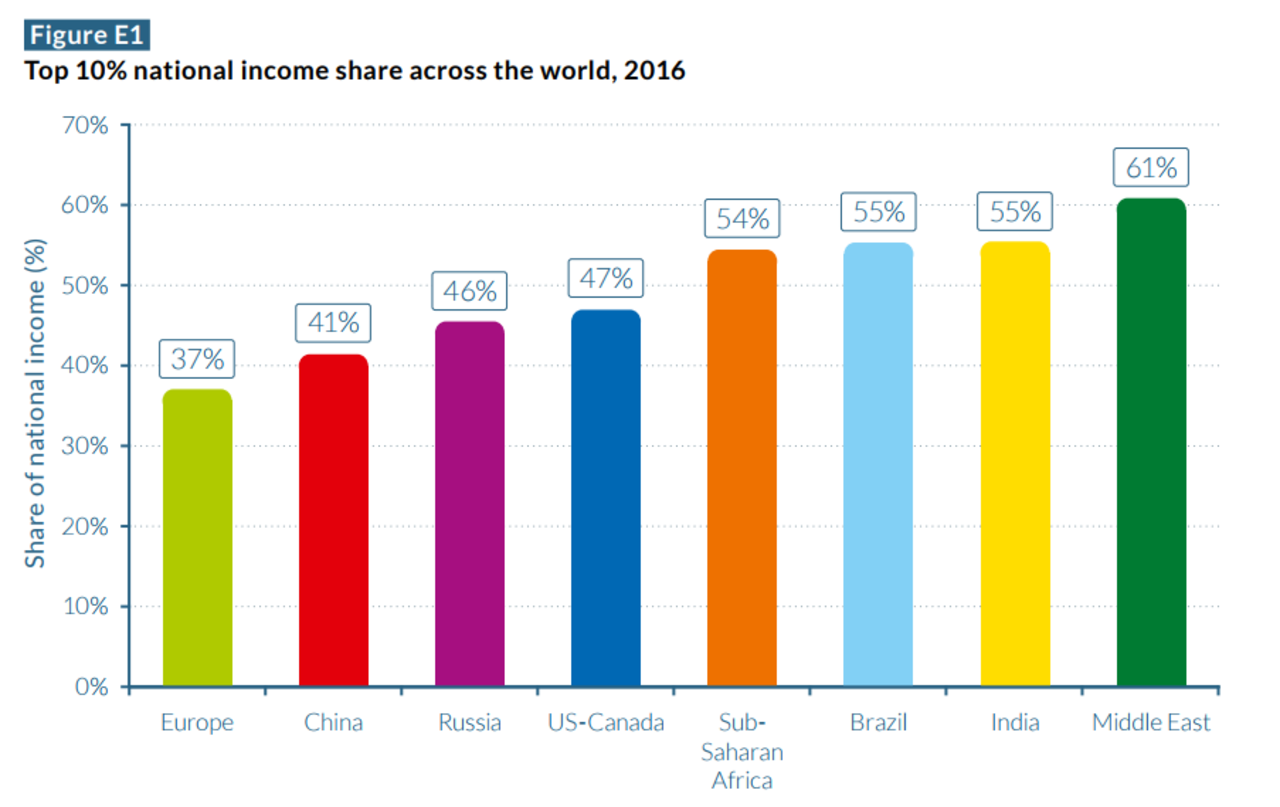 Figure E1
Top 10% national income share across the world, 2016
Share of national income (%)
70%
60%
50%
40%
30%
20%
10%
0%
37%
41%
46%
47%
54%
55%
55%
61%
Europe
China
Russia
US-Canada
Sub-
Saharan
Africa
Brazil
India
Middle East